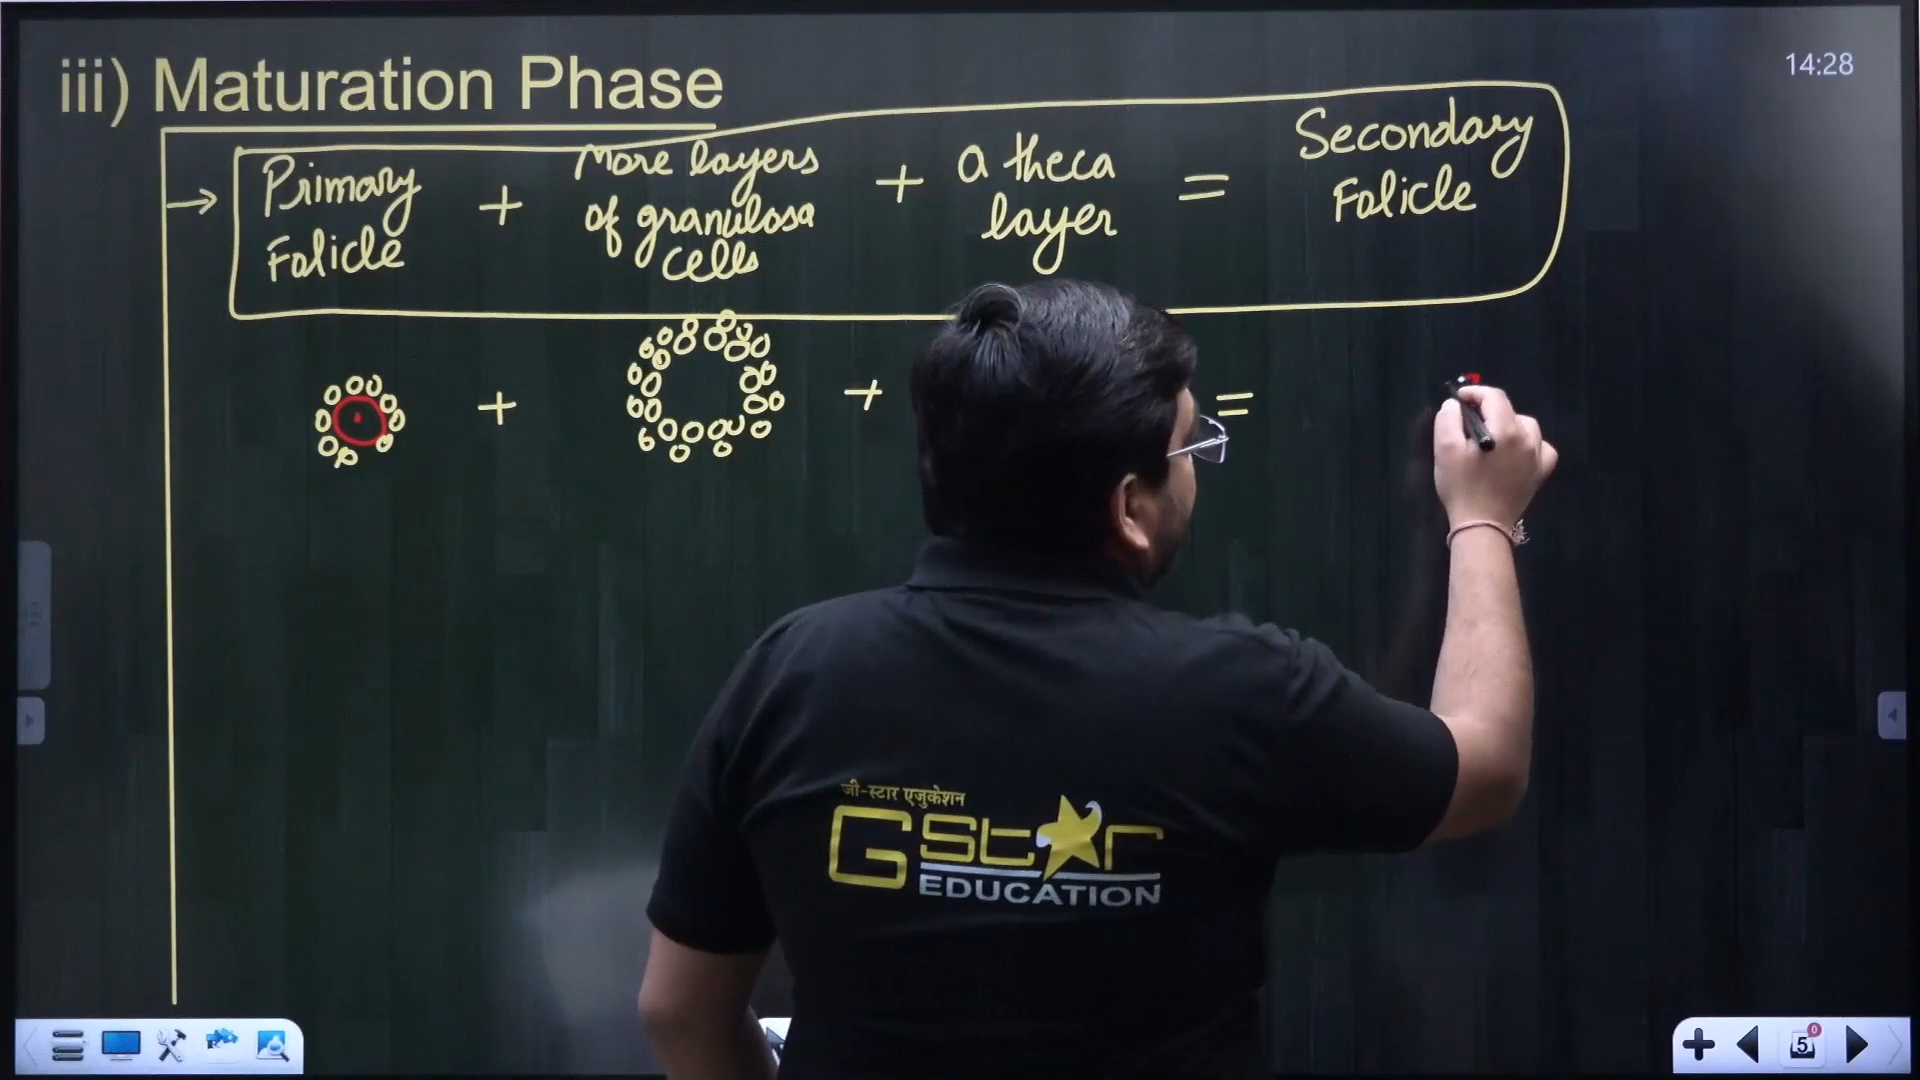 iii) Maturation Phase
14:28
→ Primary Folicle + More layers of granulosa cells + a theca layer = Secondary Folicle
+ + =
जी-स्टार एजुकेशन
GStar
EDUCATION
0
5